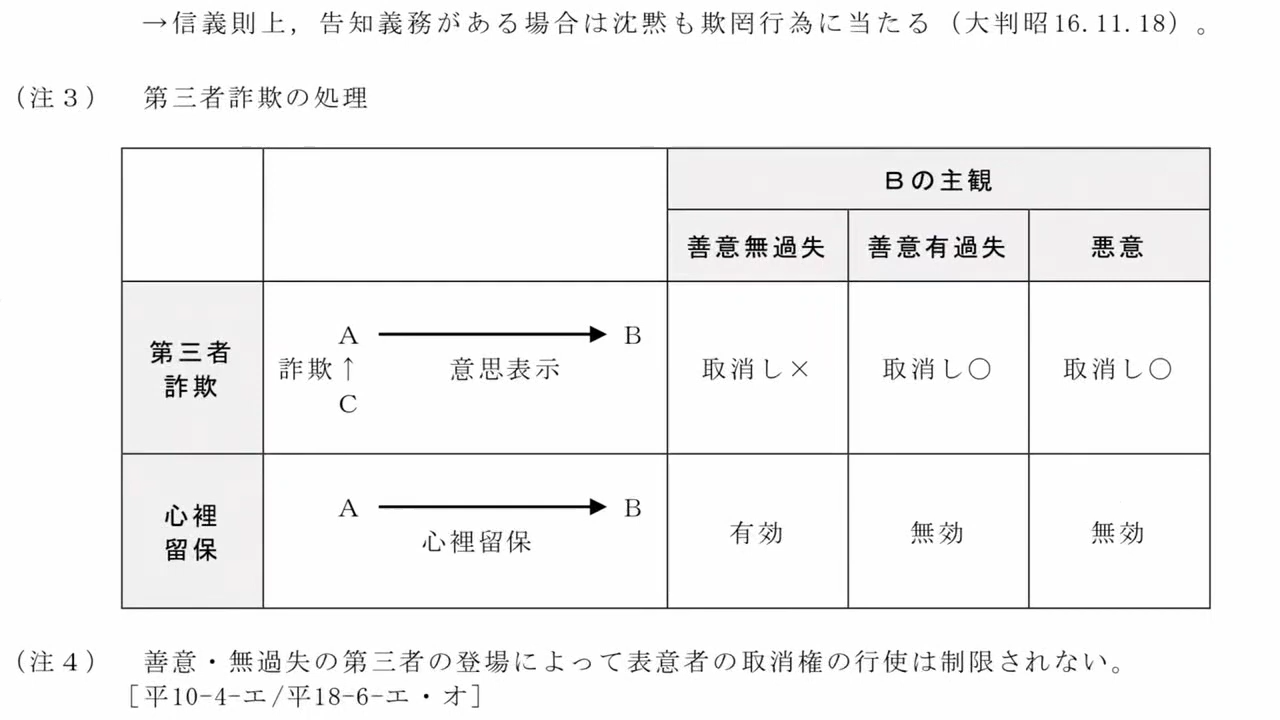 →信義則上，告知義務がある場合は沈黙も欺罔行為に当たる（大判昭16.11.18）。
（注３）　第三者詐欺の処理
Ｂの主観
善意無過失　善意有過失　悪意
第三者
詐欺
A　B
詐欺↑　意思表示
C
取消し×　取消し○　取消し○
心裡
留保
A　B
心裡留保
有効　無効　無効
（注４）　善意・無過失の第三者の登場によって表意者の取消権の行使は制限されない。
［平10-4-エ/平18-6-エ・オ］